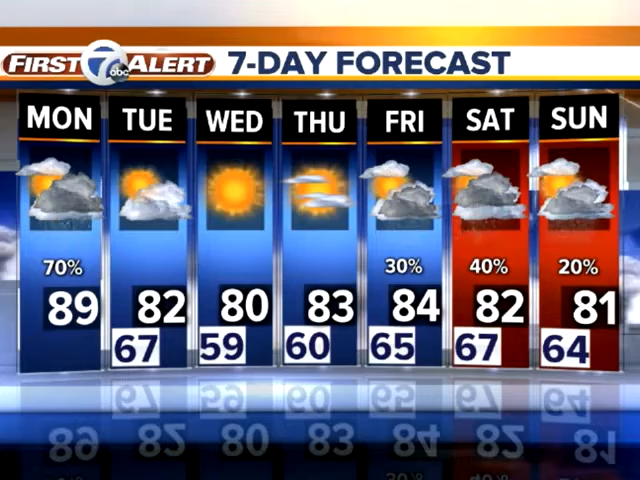 FIRST 7 abc ALERT 7-DAY FORECAST
MON TUE WED THU FRI SAT SUN
70% 30% 40% 20%
89 82 80 83 84 82 81
67 59 60 65 67 64